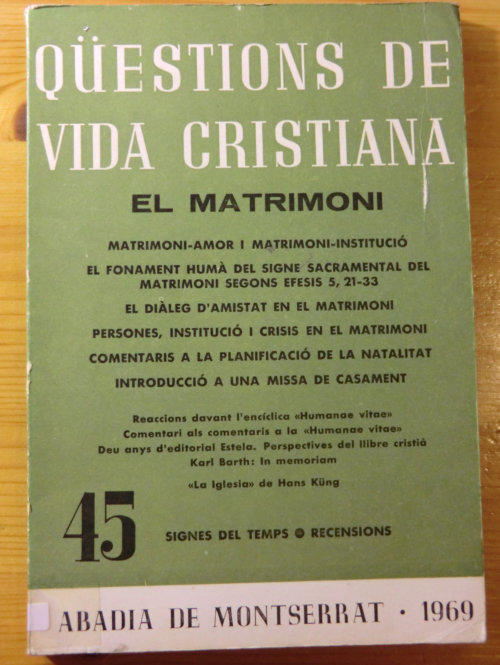 QÜESTIONS DE
VIDA CRISTIANA
EL MATRIMONI
MATRIMONI-AMOR I MATRIMONI-INSTITUCIÓ
EL FONAMENT HUMÀ DEL SIGNE SACRAMENTAL DEL
MATRIMONI SEGONS EFESIS 5, 21-33
EL DIÀLEG D'AMISTAT EN EL MATRIMONI
PERSONES, INSTITUCIÓ I CRISIS EN EL MATRIMONI
COMENTARIS A LA PLANIFICACIÓ DE LA NATALITAT
INTRODUCCIÓ A UNA MISSA DE CASAMENT
Reaccions davant l'encíclica «Humanae vitae»
Comentari als comentaris a la «Humanae vitae»
Deu anys d'editorial Estela. Perspectives del llibre cristià
Karl Barth: In memoriam
«La Iglesia» de Hans Küng
45
SIGNES DEL TEMPS ● RECENSIONS
ABADIA DE MONTSERRAT · 1969